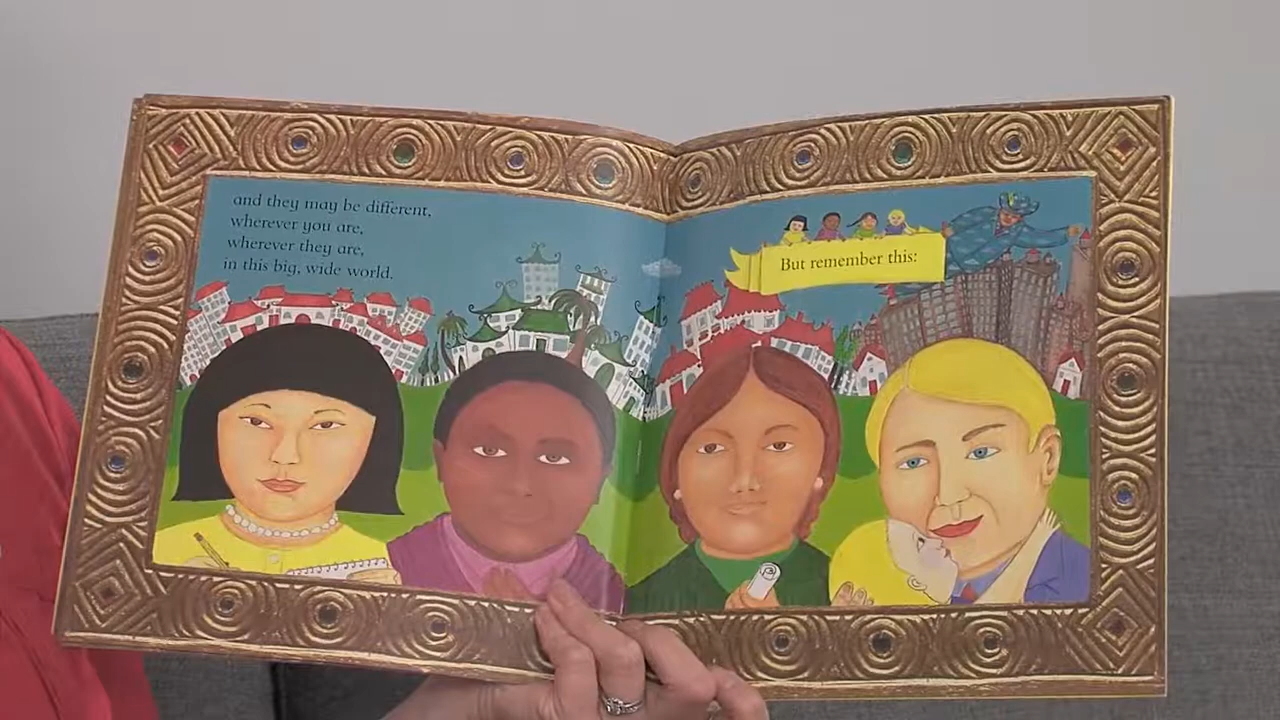 and they may be different,
wherever you are,
wherever they are,
in this big, wide world.
But remember this: